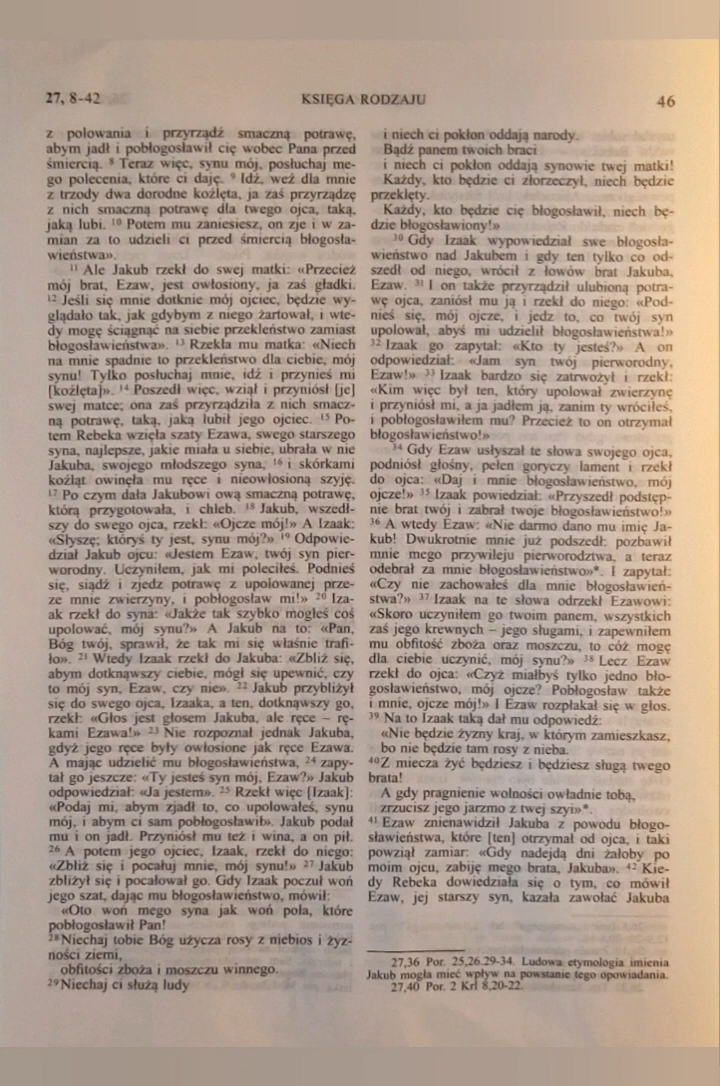 27, 8-42
KSIĘGA RODZAJU
46
z polowania i przyrządź smaczną potrawę,
abym jadł i pobłogosławił cię wobec Pana przed
śmiercią. 8 Teraz więc, synu mój, posłuchaj me-
go polecenia, które ci daję. 9 Idź, weź dla mnie
z trzody dwa dorodne koźlęta, ja zaś przyrządzę
z nich smaczną potrawę dla twego ojca, taką,
jaką lubi. 10 Potem mu zaniesiesz, on zje i w za-
mian za to udzieli ci przed śmiercią błogosła-
wieństwa».
11 Ale Jakub rzekł do swej matki: «Przecież
mój brat, Ezaw, jest owłosiony, ja zaś gładki.
12 Jeśli się mnie dotknie mój ojciec, będzie wy-
glądało tak, jak gdybym z niego żartował, i wte-
dy mogę ściągnąć na siebie przekleństwo zamiast
błogosławieństwa». 13 Rzekła mu matka: «Niech
na mnie spadnie to przekleństwo dla ciebie, mój
synu! Tylko posłuchaj mnie, idź i przynieś mi
[koźlęta]». 14 Poszedł więc, wziął i przyniósł [je]
swej matce; ona zaś przyrządziła z nich smacz-
ną potrawę, taką, jaką lubił jego ojciec. 15 Po-
tem Rebeka wzięła szaty Ezawa, swego starszego
syna, najlepsze, jakie miała u siebie, ubrała w nie
Jakuba, swojego młodszego syna, 16 i skórkami
koźląt owinęła mu ręce i nieowłosioną szyję.
17 Po czym dała Jakubowi ową smaczną potrawę,
którą przygotowała, i chleb. 18 Jakub, wszedł-
szy do swego ojca, rzekł: «Ojcze mój!» A Izaak:
«Słyszę; któryś ty jest, synu mój?» 19 Odpowie-
dział Jakub ojcu: «Jestem Ezaw, twój syn pier-
worodny. Uczyniłem, jak mi poleciłeś. Podnieś
się, siądź i zjedz potrawę z upolowanej prze-
ze mnie zwierzyny, i pobłogosław mi!» 20 Iza-
ak rzekł do syna: «Jakże tak szybko mogłeś coś
upolować, mój synu?» A Jakub na to: «Pan,
Bóg twój, sprawił, że tak mi się właśnie trafi-
ło». 21 Wtedy Izaak rzekł do Jakuba: «Zbliż się,
abym dotknąwszy ciebie, mógł się upewnić, czy
to mój syn, Ezaw, czy nie». 22 Jakub przybliżył
się do swego ojca, Izaaka, a ten, dotknąwszy go,
rzekł: «Głos jest głosem Jakuba, ale ręce – rę-
kami Ezawa!» 23 Nie rozpoznał jednak Jakuba,
gdyż jego ręce były owłosione jak ręce Ezawa.
A mając udzielić mu błogosławieństwa, 24 zapy-
tał go jeszcze: «Ty jesteś syn mój, Ezaw?» Jakub
odpowiedział: «Ja jestem». 25 Rzekł więc [Izaak]:
«Podaj mi, abym zjadł to, co upolowałeś, synu
mój, i abym ci sam pobłogosławił». Jakub podał
mu i on jadł. Przyniósł mu też i wina, a on pił.
26 A potem jego ojciec, Izaak, rzekł do niego:
«Zbliż się i pocałuj mnie, mój synu!» 27 Jakub
zbliżył się i pocałował go. Gdy Izaak poczuł woń
jego szat, dając mu błogosławieństwo, mówił:
«Oto woń mego syna jak woń pola, które
pobłogosławił Pan!
28 Niechaj tobie Bóg użycza rosy z niebios i żyz-
ności ziemi,
obfitości zboża i moszczu winnego.
29 Niechaj ci służą ludy
i niech ci pokłon oddają narody.
Bądź panem twoich braci
i niech ci pokłon oddają synowie twej matki!
Każdy, kto będzie ci złorzeczył, niech będzie
przeklęty.
Każdy, kto będzie cię błogosławił, niech bę-
dzie błogosławiony!»
30 Gdy Izaak wypowiedział swe błogosła-
wieństwo nad Jakubem i gdy ten tylko co od-
szedł od niego, wrócił z łowów brat Jakuba,
Ezaw. 31 I on także przyrządził ulubioną potra-
wę ojca, zaniósł mu ją i rzekł do niego: «Pod-
nieś się, mój ojcze, i jedz to, co twój syn
upolował, abyś mi udzielił błogosławieństwa!»
32 Izaak go zapytał: «Kto ty jesteś?» A on
odpowiedział: «Jam syn twój pierworodny,
Ezaw!» 33 Izaak bardzo się zatrwożył i rzekł:
«Kim więc był ten, który upolował zwierzynę
i przyniósł mi, a ja jadłem ją, zanim ty wróciłeś,
i pobłogosławiłem mu? Przecież to on otrzymał
błogosławieństwo!»
34 Gdy Ezaw usłyszał te słowa swojego ojca,
podniósł głośny, pełen goryczy lament i rzekł
do ojca: «Daj i mnie błogosławieństwo, mój
ojcze!» 35 Izaak powiedział: «Przyszedł podstęp-
nie brat twój i zabrał twoje błogosławieństwo!»
36 A wtedy Ezaw: «Nie darmo dano mu imię Ja-
kub! Dwukrotnie mnie już podszedł: pozbawił
mnie mego przywileju pierworodztwa, a teraz
odebrał za mnie błogosławieństwo»*. I zapytał:
«Czy nie zachowałeś dla mnie błogosławień-
stwa?» 37 Izaak na te słowa odrzekł Ezawowi:
«Skoro uczyniłem go twoim panem, wszystkich
zaś jego krewnych – jego sługami, i zapewniłem
mu obfitość zboża oraz moszczu, to cóż mogę
dla ciebie uczynić, mój synu?» 38 Lecz Ezaw
rzekł do ojca: «Czyż miałbyś tylko jedno bło-
gosławieństwo, mój ojcze? Pobłogosław także
i mnie, ojcze mój!» I Ezaw rozpłakał się w głos.
39 Na to Izaak taką dał mu odpowiedź:
«Nie będzie żyzny kraj, w którym zamieszkasz,
bo nie będzie tam rosy z nieba.
40 Z miecza żyć będziesz i będziesz sługą twego
brata!
A gdy pragnienie wolności owładnie tobą,
zrzucisz jego jarzmo z twej szyi»*.
41 Ezaw znienawidził Jakuba z powodu błogo-
sławieństwa, które [ten] otrzymał od ojca, i taki
powziął zamiar: «Gdy nadejdą dni żałoby po
moim ojcu, zabiję mego brata, Jakuba». 42 Kie-
dy Rebeka dowiedziała się o tym, co mówił
Ezaw, jej starszy syn, kazała zawołać Jakuba
27,36 Por. 25,26.29-34. Ludowa etymologia imienia
Jakub mogła mieć wpływ na powstanie tego opowiadania.
27,40 Por. 2 Krl 8,20-22.